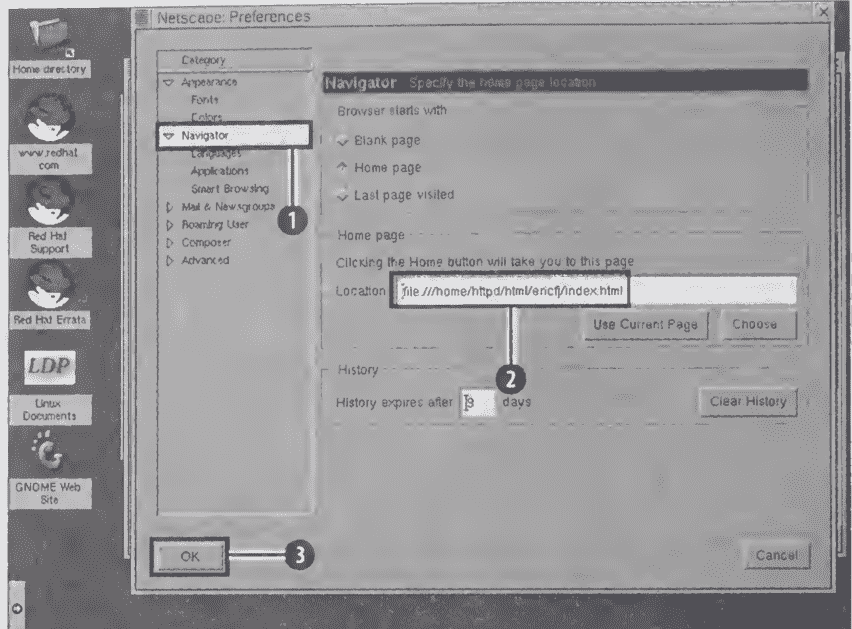 Netscape: Preferences
Home directory
www.redhat.com
Red Hat
Support
Red Hat Errata
LDP
Linux
Documents
GNOME Web
Site
Category
Appearance
Fonts
Colors
Navigator
Languages
Applications
Smart Browsing
Mail & Newsgroups
Roaming User
Composer
Advanced
1
Navigator Specify the home page location
Browser starts with
Blank page
Home page
Last page visited
Home page
Clicking the Home button will take you to this page
Location
file:///home/httpd/html/ericfj/index.html
Use Current Page
Choose
2
History
History expires after 9 days
Clear History
OK
3
Cancel